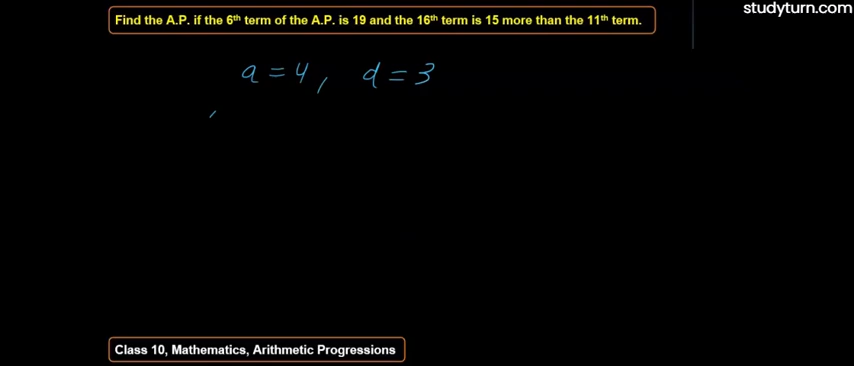 studyturn.com
Find the A.P. if the 6th term of the A.P. is 19 and the 16th term is 15 more than the 11th term.
a = 4, d = 3
Class 10, Mathematics, Arithmetic Progressions